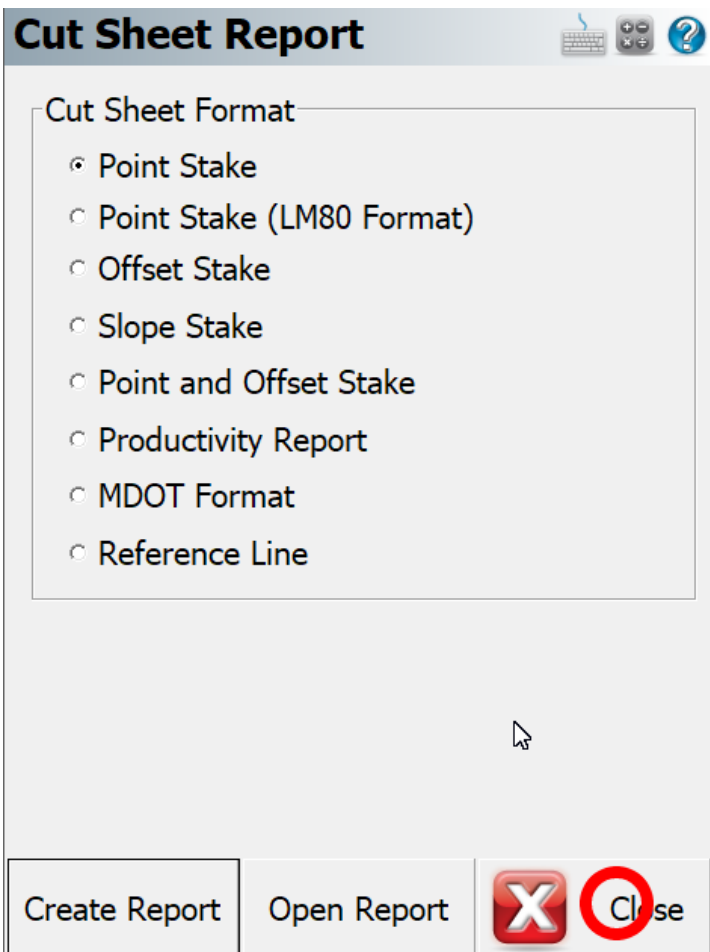 Cut Sheet Report
Cut Sheet Format
Point Stake
Point Stake (LM80 Format)
Offset Stake
Slope Stake
Point and Offset Stake
Productivity Report
MDOT Format
Reference Line
Create Report
Open Report
Close